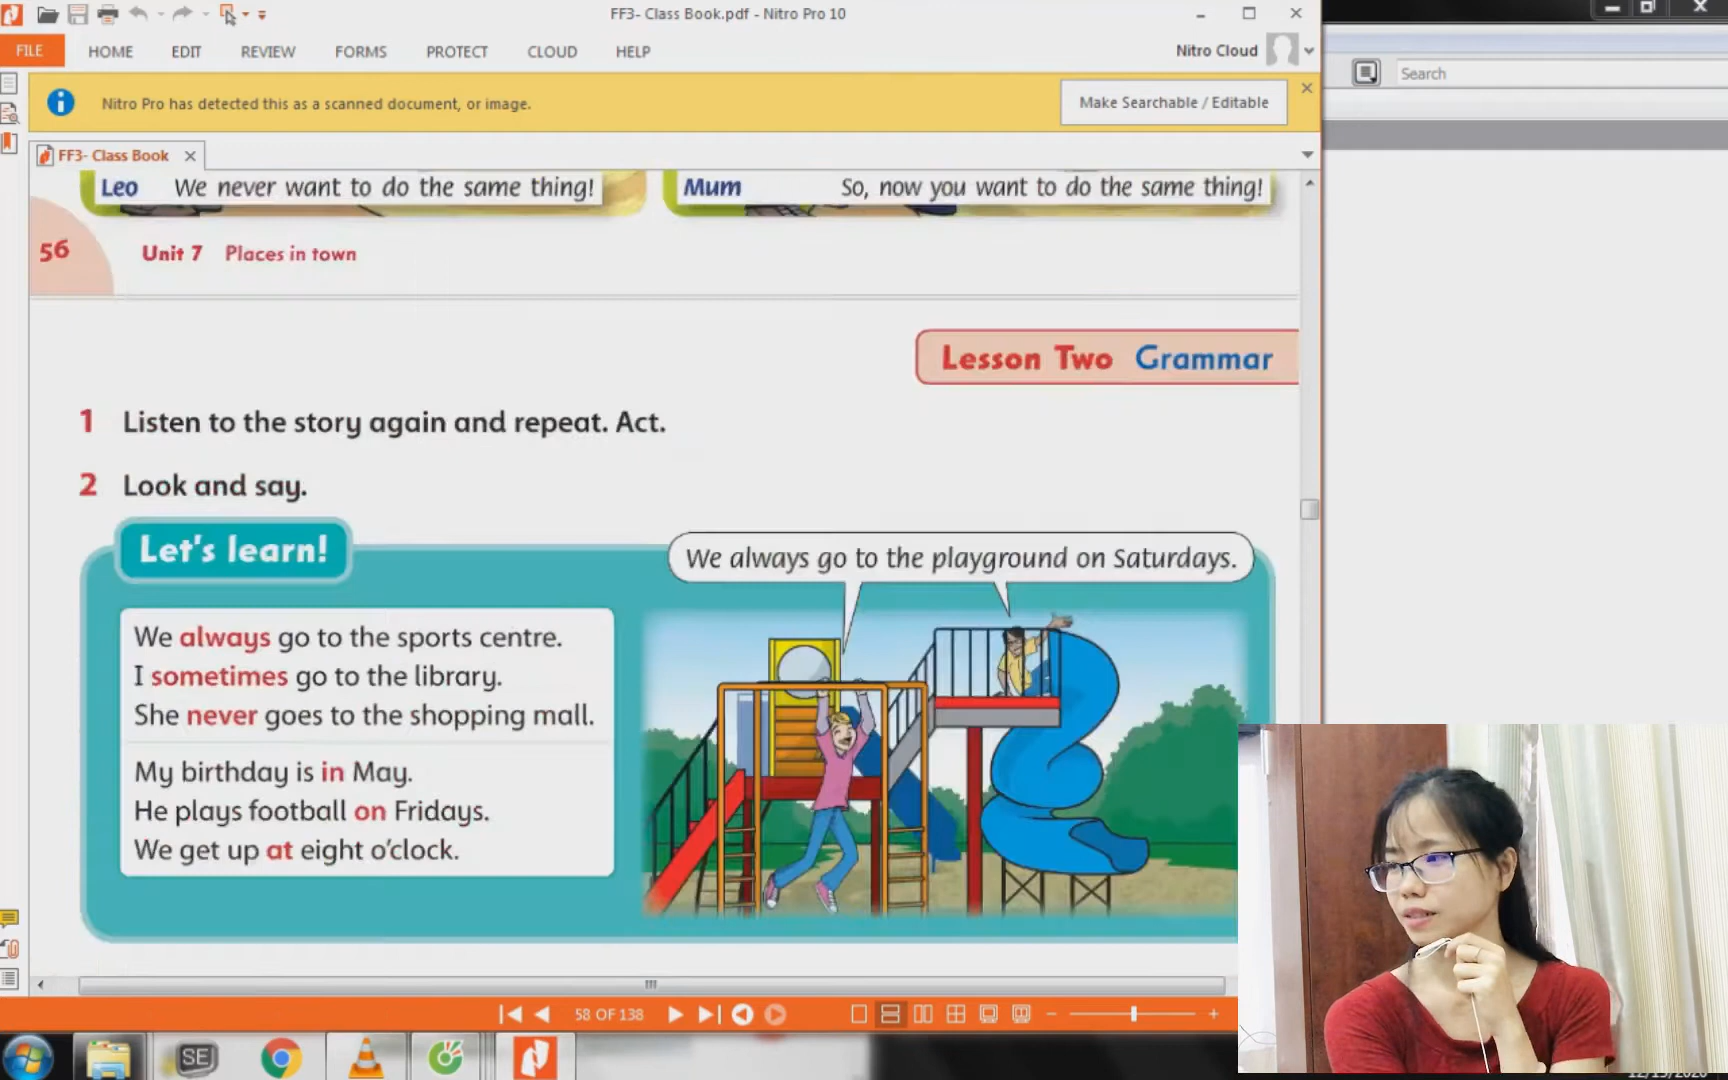 FF3- Class Book.pdf - Nitro Pro 10
FILE HOME EDIT REVIEW FORMS PROTECT CLOUD HELP
Nitro Cloud
Search
Nitro Pro has detected this as a scanned document, or image.
Make Searchable / Editable
FF3- Class Book
Leo We never want to do the same thing!
Mum So, now you want to do the same thing!
56 Unit 7 Places in town
Lesson Two Grammar
1 Listen to the story again and repeat. Act.
2 Look and say.
Let's learn!
We always go to the playground on Saturdays.
We always go to the sports centre.
I sometimes go to the library.
She never goes to the shopping mall.
My birthday is in May.
He plays football on Fridays.
We get up at eight o'clock.
58 OF 138
SE